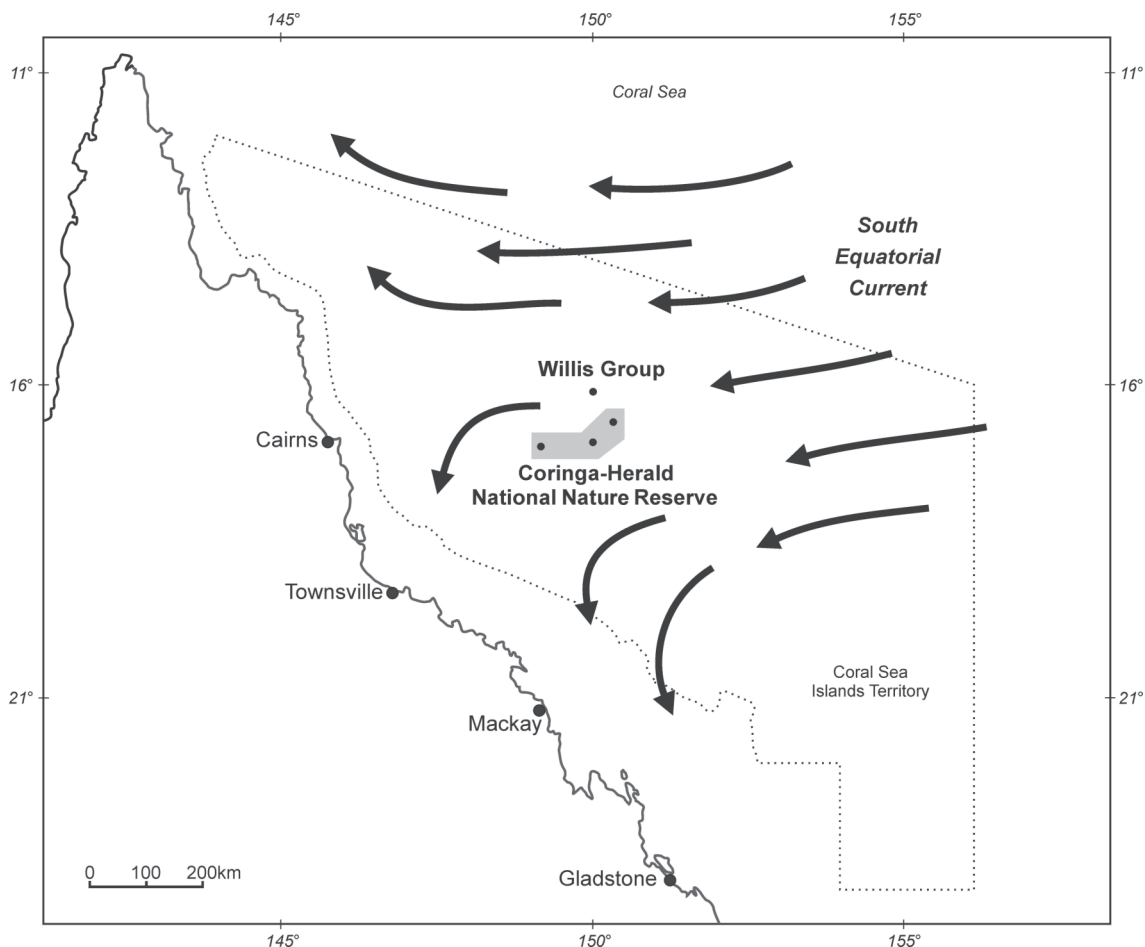 145°
150°
155°
11°
11°
Coral Sea
South
Equatorial
Current
Willis Group
16°
16°
Cairns
Coringa-Herald
National Nature Reserve
Townsville
Coral Sea
Islands Territory
21°
21°
Mackay
0 100 200km
Gladstone
145°
150°
155°